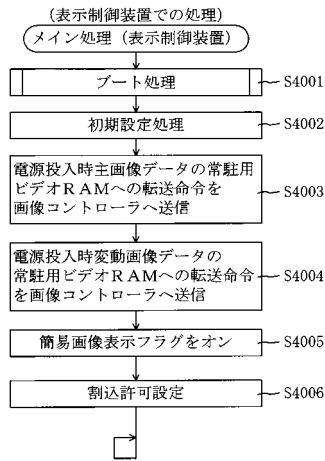 (表示制御装置での処理)
メイン処理(表示制御装置)
ブート処理
S4001
初期設定処理
S4002
電源投入時主画像データの常駐用
ビデオRAMへの転送命令を
画像コントローラへ送信
S4003
電源投入時変動画像データの
常駐用ビデオRAMへの転送命令
を画像コントローラへ送信
S4004
簡易画像表示フラグをオン
S4005
割込許可設定
S4006